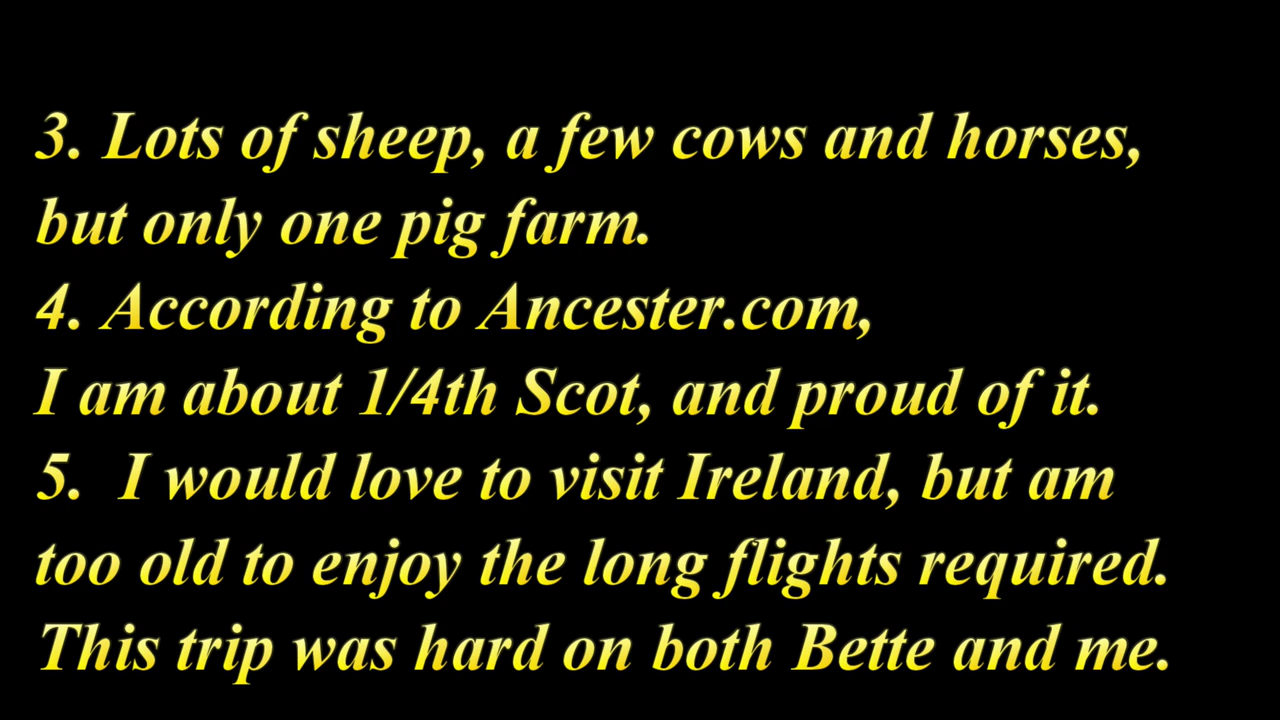 3. Lots of sheep, a few cows and horses,
but only one pig farm.
4. According to Ancester.com,
I am about 1/4th Scot, and proud of it.
5.  I would love to visit Ireland, but am
too old to enjoy the long flights required.
This trip was hard on both Bette and me.